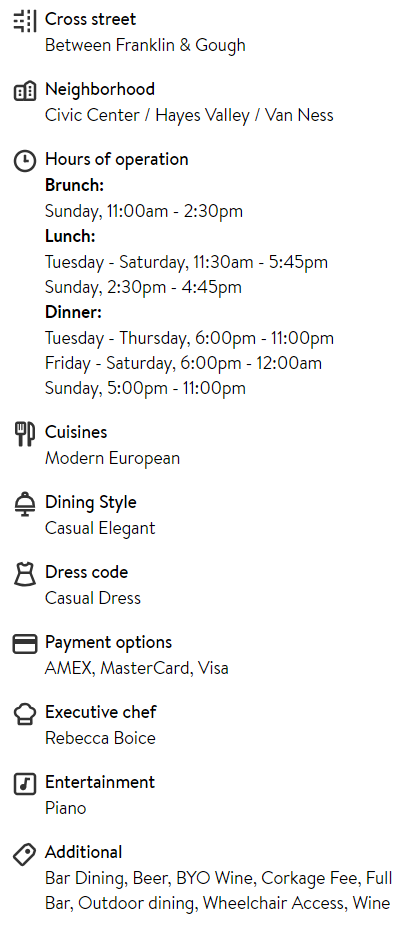 Cross street
Between Franklin & Gough
Neighborhood
Civic Center / Hayes Valley / Van Ness
Hours of operation
Brunch:
Sunday, 11:00am - 2:30pm
Lunch:
Tuesday - Saturday, 11:30am - 5:45pm
Sunday, 2:30pm - 4:45pm
Dinner:
Tuesday - Thursday, 6:00pm - 11:00pm
Friday - Saturday, 6:00pm - 12:00am
Sunday, 5:00pm - 11:00pm
Cuisines
Modern European
Dining Style
Casual Elegant
Dress code
Casual Dress
Payment options
AMEX, MasterCard, Visa
Executive chef
Rebecca Boice
Entertainment
Piano
Additional
Bar Dining, Beer, BYO Wine, Corkage Fee, Full
Bar, Outdoor dining, Wheelchair Access, Wine